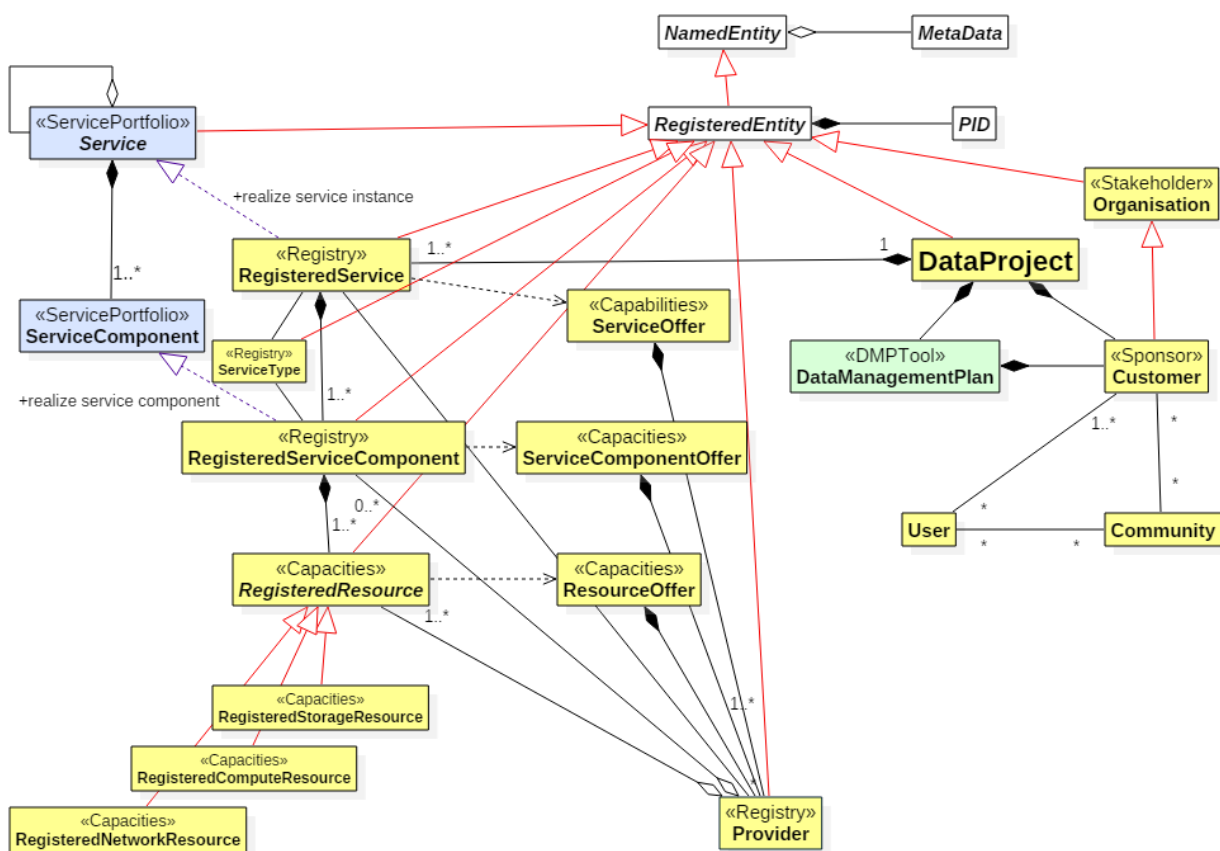 NamedEntity
MetaData
«ServicePortfolio»
Service
RegisteredEntity
PID
«Stakeholder»
Organisation
+realize service instance
«Registry»
RegisteredService
1..*
1
DataProject
1..*
«ServicePortfolio»
ServiceComponent
«Capabilities»
ServiceOffer
«Registry»
ServiceType
«DMPTool»
DataManagementPlan
«Sponsor»
Customer
+realize service component
1..*
1..*
*
«Registry»
RegisteredServiceComponent
«Capacities»
ServiceComponentOffer
0..*
1..*
*
*
User
Community
*
*
«Capacities»
RegisteredResource
«Capacities»
ResourceOffer
1..*
«Capacities»
RegisteredStorageResource
1..*
«Capacities»
RegisteredComputeResource
*
«Registry»
Provider
«Capacities»
RegisteredNetworkResource